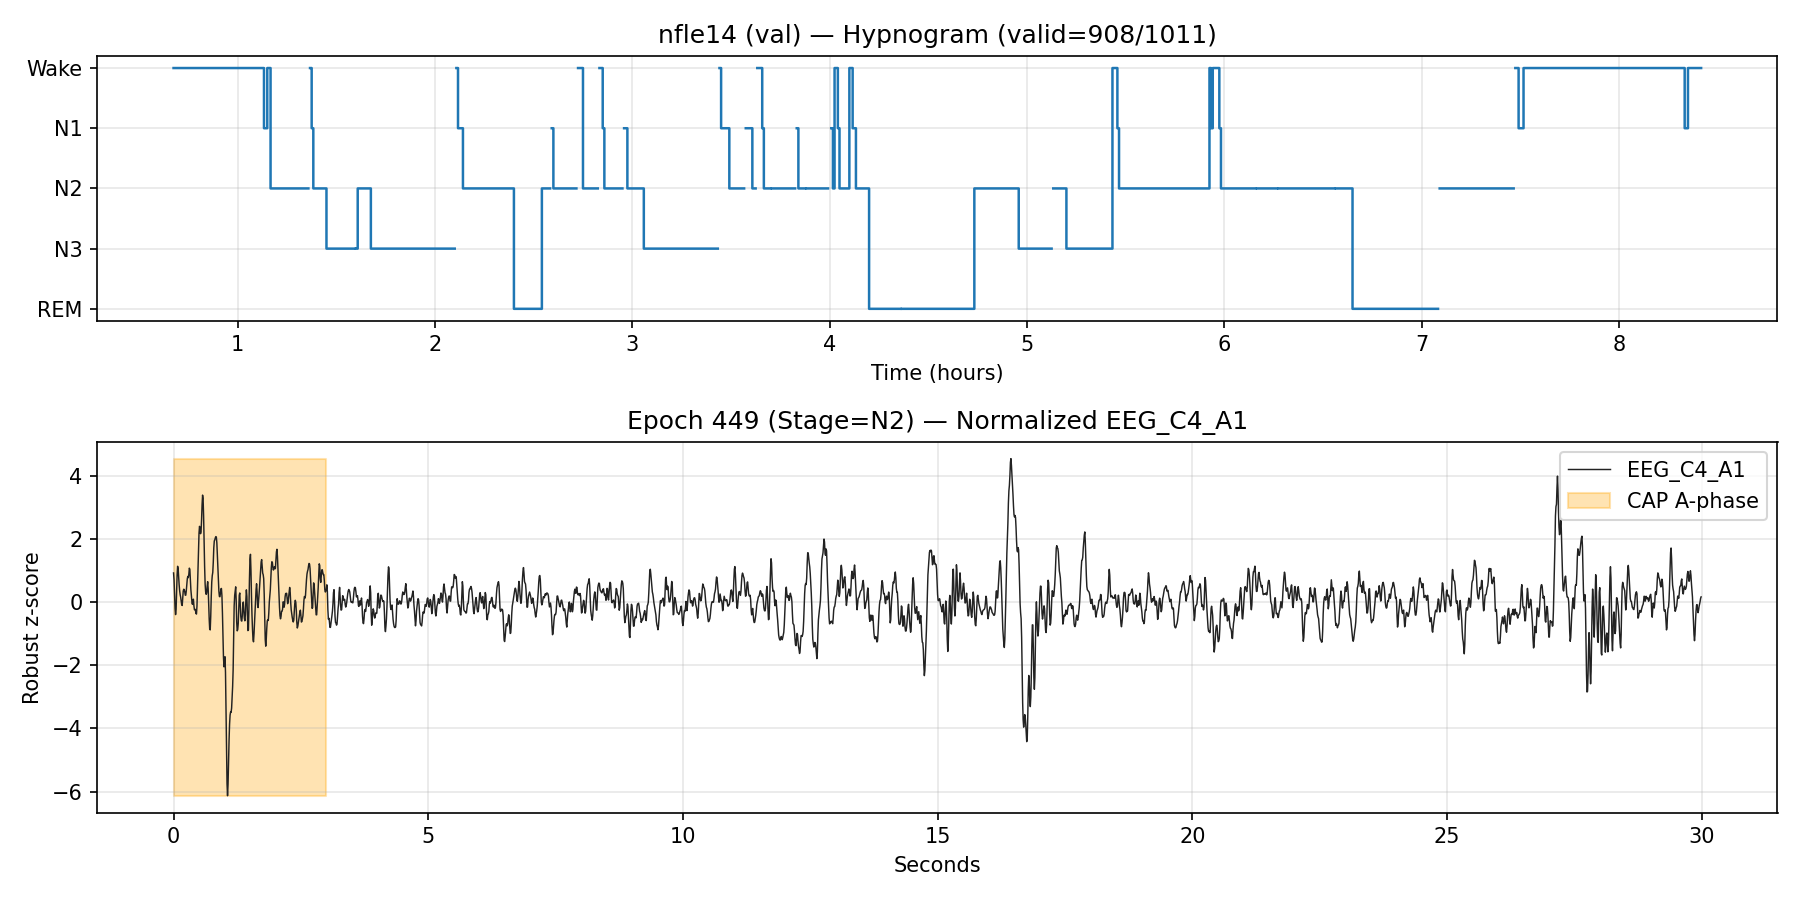 nfle14 (val) — Hypnogram (valid=908/1011)
Wake
N1
N2
N3
REM
1 2 3 4 5 6 7 8
Time (hours)
Epoch 449 (Stage=N2) — Normalized EEG_C4_A1
Robust z-score
4
2
0
−2
−4
−6
EEG_C4_A1
CAP A-phase
0 5 10 15 20 25 30
Seconds